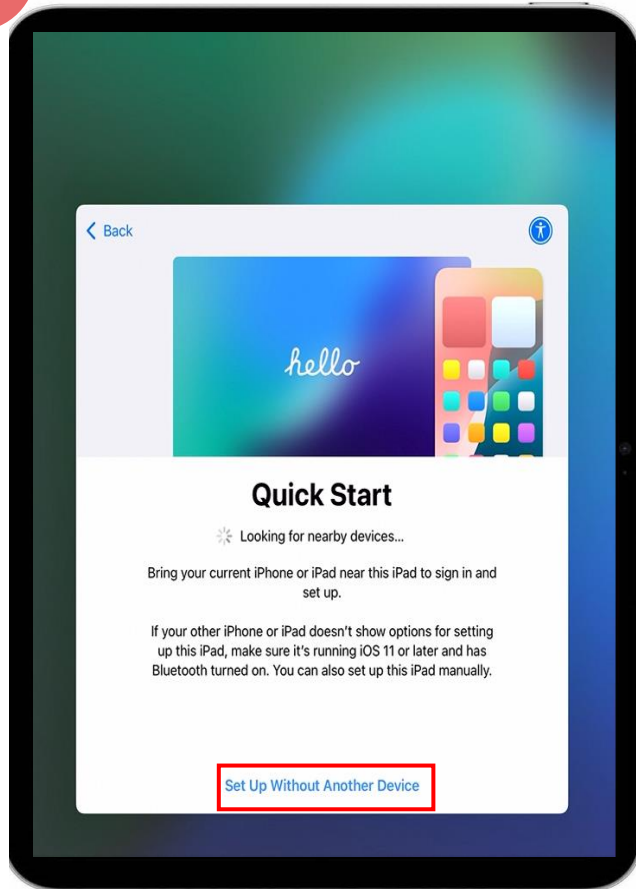 Back
hello
Quick Start
Looking for nearby devices...
Bring your current iPhone or iPad near this iPad to sign in and
set up.
If your other iPhone or iPad doesn't show options for setting
up this iPad, make sure it's running iOS 11 or later and has
Bluetooth turned on. You can also set up this iPad manually.
Set Up Without Another Device